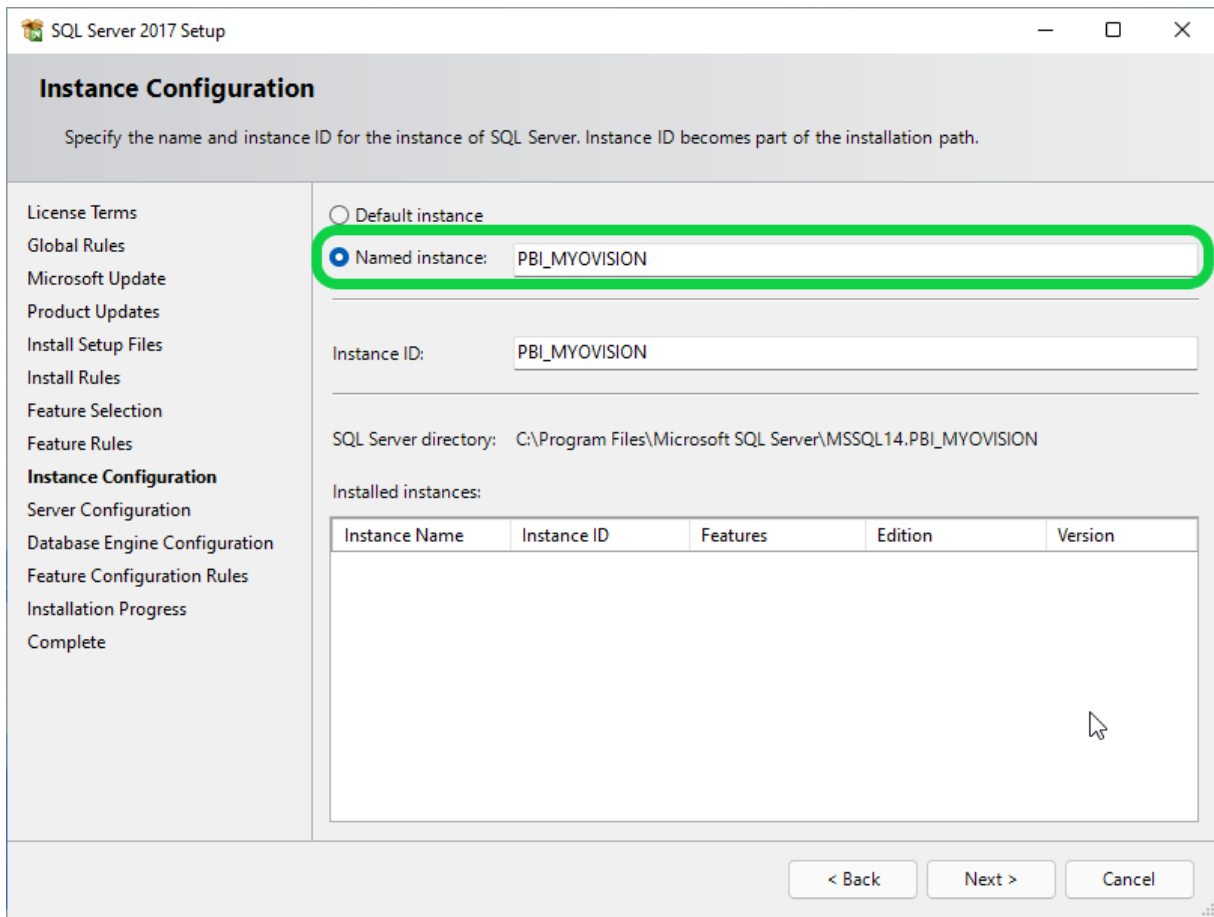 SQL Server 2017 Setup
Instance Configuration
Specify the name and instance ID for the instance of SQL Server. Instance ID becomes part of the installation path.
License Terms
Global Rules
Microsoft Update
Product Updates
Install Setup Files
Install Rules
Feature Selection
Feature Rules
Instance Configuration
Server Configuration
Database Engine Configuration
Feature Configuration Rules
Installation Progress
Complete
Default instance
Named instance: PBI_MYOVISION
Instance ID: PBI_MYOVISION
SQL Server directory: C:\Program Files\Microsoft SQL Server\MSSQL14.PBI_MYOVISION
Installed instances:
Instance Name Instance ID Features Edition Version
< Back Next > Cancel